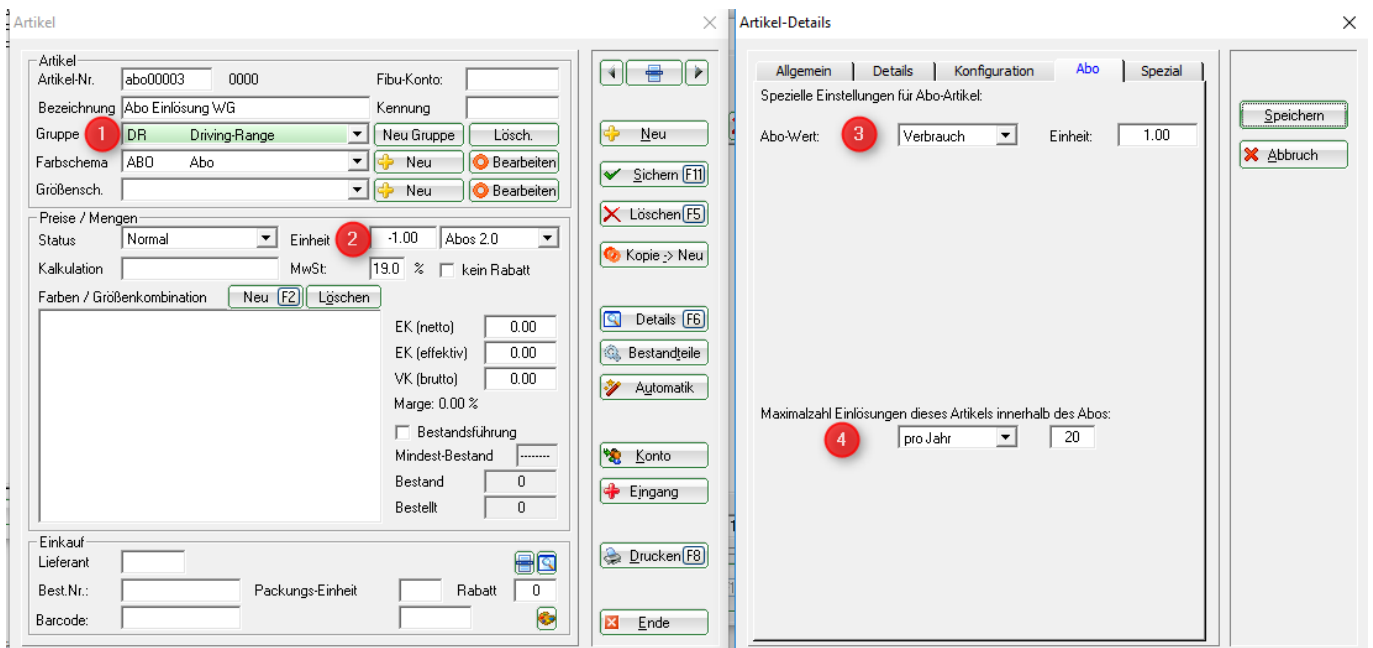 Artikel
Artikel
Artikel-Nr. abo00003 0000 Fibu-Konto:
Bezeichnung Abo Einlösung WG Kennung
Gruppe 1 DR Driving-Range Neu Gruppe Lösch.
Farbschema ABO Abo Neu Bearbeiten
Größensch. Neu Bearbeiten
Preise / Mengen
Status Normal Einheit 2 -1.00 Abos 2.0
Kalkulation MwSt: 19.0 % kein Rabatt
Farben / Größenkombination Neu F2 Löschen
EK (netto) 0.00
EK (effektiv) 0.00
VK (brutto) 0.00
Marge: 0.00 %
Bestandsführung
Mindest-Bestand --------
Bestand 0
Bestellt 0
Einkauf
Lieferant
Best.Nr.: Packungs-Einheit Rabatt 0
Barcode:
Neu
Sichern F11
Löschen F5
Kopie -> Neu
Details F6
Bestandteile
Automatik
Konto
Eingang
Drucken F8
Ende
Artikel-Details
Allgemein Details Konfiguration Abo Spezial
Spezielle Einstellungen für Abo-Artikel:
Abo-Wert: 3 Verbrauch Einheit: 1.00
Maximalzahl Einlösungen dieses Artikels innerhalb des Abos:
4 pro Jahr 20
Speichern
Abbruch